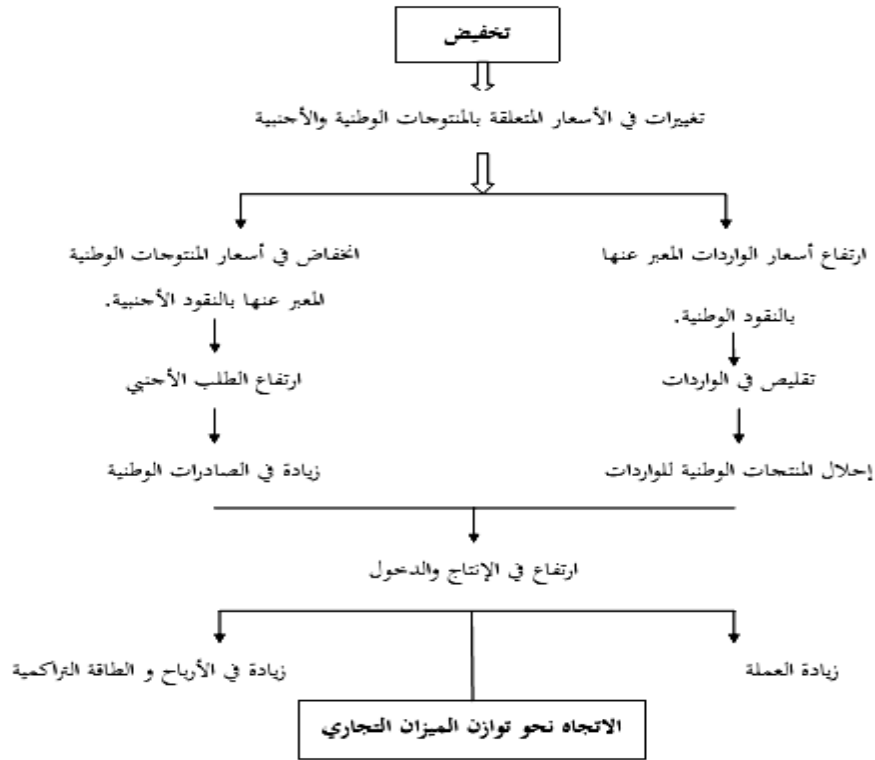 تخفيض
تغييرات في الأسعار المتعلقة بالمنتوجات الوطنية والأجنبية
ارتفاع أسعار الواردات المعبر عنها
بالنقود الوطنية.
انخفاض في أسعار المنتوجات الوطنية
المعبر عنها بالنقود الأجنبية.
تقليص في الواردات
ارتفاع الطلب الأجنبي
إحلال المنتجات الوطنية للواردات
زيادة في الصادرات الوطنية
ارتفاع في الإنتاج والدخول
زيادة العملة
زيادة في الأرباح و الطاقة التراكمية
الاتجاه نحو توازن الميزان التجاري